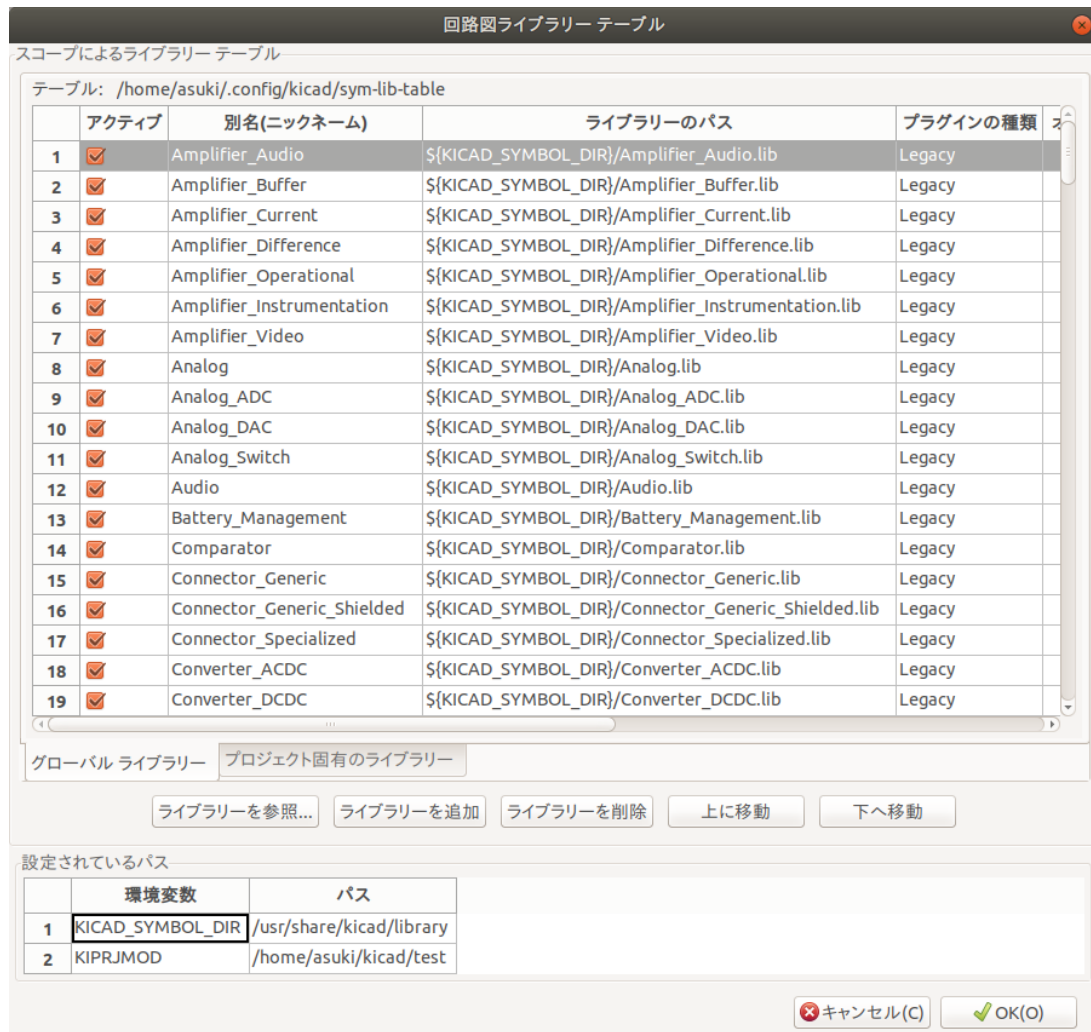 回路図ライブラリー テーブル
スコープによるライブラリー テーブル
テーブル: /home/asuki/.config/kicad/sym-lib-table
アクティブ 別名(ニックネーム) ライブラリーのパス プラグインの種類
1 Amplifier_Audio ${KICAD_SYMBOL_DIR}/Amplifier_Audio.lib Legacy
2 Amplifier_Buffer ${KICAD_SYMBOL_DIR}/Amplifier_Buffer.lib Legacy
3 Amplifier_Current ${KICAD_SYMBOL_DIR}/Amplifier_Current.lib Legacy
4 Amplifier_Difference ${KICAD_SYMBOL_DIR}/Amplifier_Difference.lib Legacy
5 Amplifier_Operational ${KICAD_SYMBOL_DIR}/Amplifier_Operational.lib Legacy
6 Amplifier_Instrumentation ${KICAD_SYMBOL_DIR}/Amplifier_Instrumentation.lib Legacy
7 Amplifier_Video ${KICAD_SYMBOL_DIR}/Amplifier_Video.lib Legacy
8 Analog ${KICAD_SYMBOL_DIR}/Analog.lib Legacy
9 Analog_ADC ${KICAD_SYMBOL_DIR}/Analog_ADC.lib Legacy
10 Analog_DAC ${KICAD_SYMBOL_DIR}/Analog_DAC.lib Legacy
11 Analog_Switch ${KICAD_SYMBOL_DIR}/Analog_Switch.lib Legacy
12 Audio ${KICAD_SYMBOL_DIR}/Audio.lib Legacy
13 Battery_Management ${KICAD_SYMBOL_DIR}/Battery_Management.lib Legacy
14 Comparator ${KICAD_SYMBOL_DIR}/Comparator.lib Legacy
15 Connector_Generic ${KICAD_SYMBOL_DIR}/Connector_Generic.lib Legacy
16 Connector_Generic_Shielded ${KICAD_SYMBOL_DIR}/Connector_Generic_Shielded.lib Legacy
17 Connector_Specialized ${KICAD_SYMBOL_DIR}/Connector_Specialized.lib Legacy
18 Converter_ACDC ${KICAD_SYMBOL_DIR}/Converter_ACDC.lib Legacy
19 Converter_DCDC ${KICAD_SYMBOL_DIR}/Converter_DCDC.lib Legacy
グローバル ライブラリー プロジェクト固有のライブラリー
ライブラリーを参照... ライブラリーを追加 ライブラリーを削除 上に移動 下へ移動
設定されているパス
環境変数 パス
1 KICAD_SYMBOL_DIR /usr/share/kicad/library
2 KIPRJMOD /home/asuki/kicad/test
キャンセル(C) OK(O)